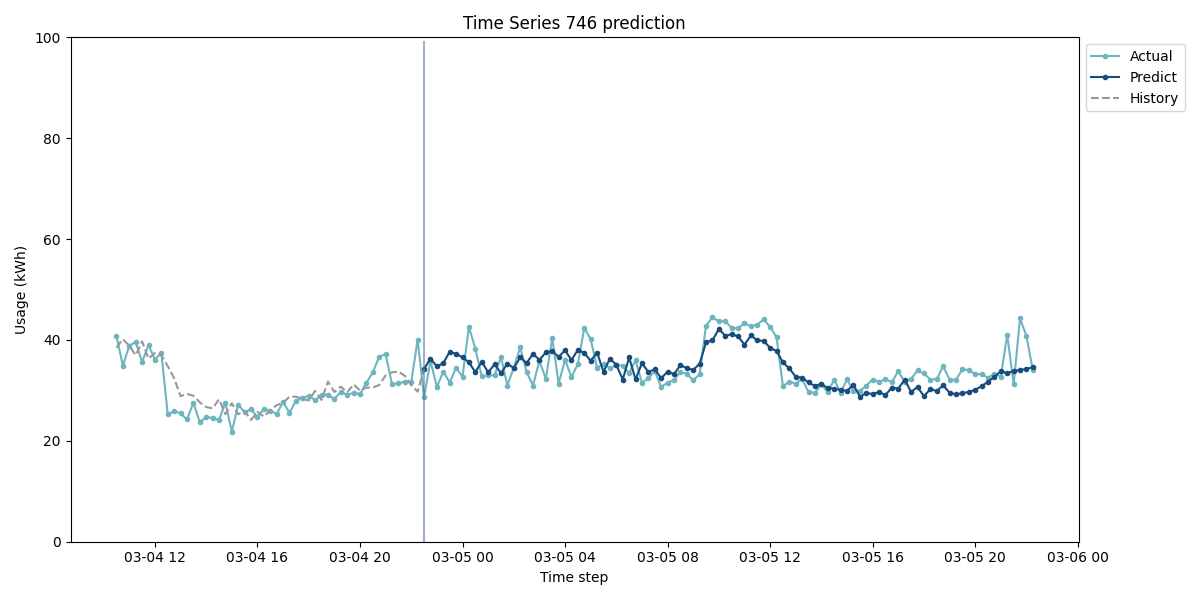 Time Series 746 prediction
100
80
60
40
20
0
Usage (kWh)
03-04 12
03-04 16
03-04 20
03-05 00
03-05 04
03-05 08
03-05 12
03-05 16
03-05 20
03-06 00
Time step
Actual
Predict
History